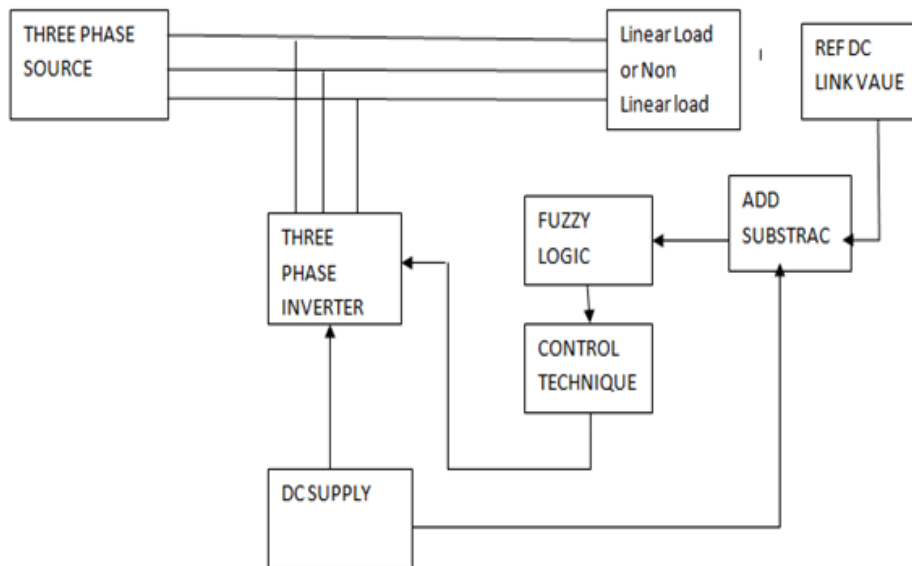 THREE PHASE
SOURCE
Linear Load
or Non
Linear load
REF DC
LINK VAUE
ADD
SUBSTRAC
FUZZY
LOGIC
THREE
PHASE
INVERTER
CONTROL
TECHNIQUE
DC SUPPLY